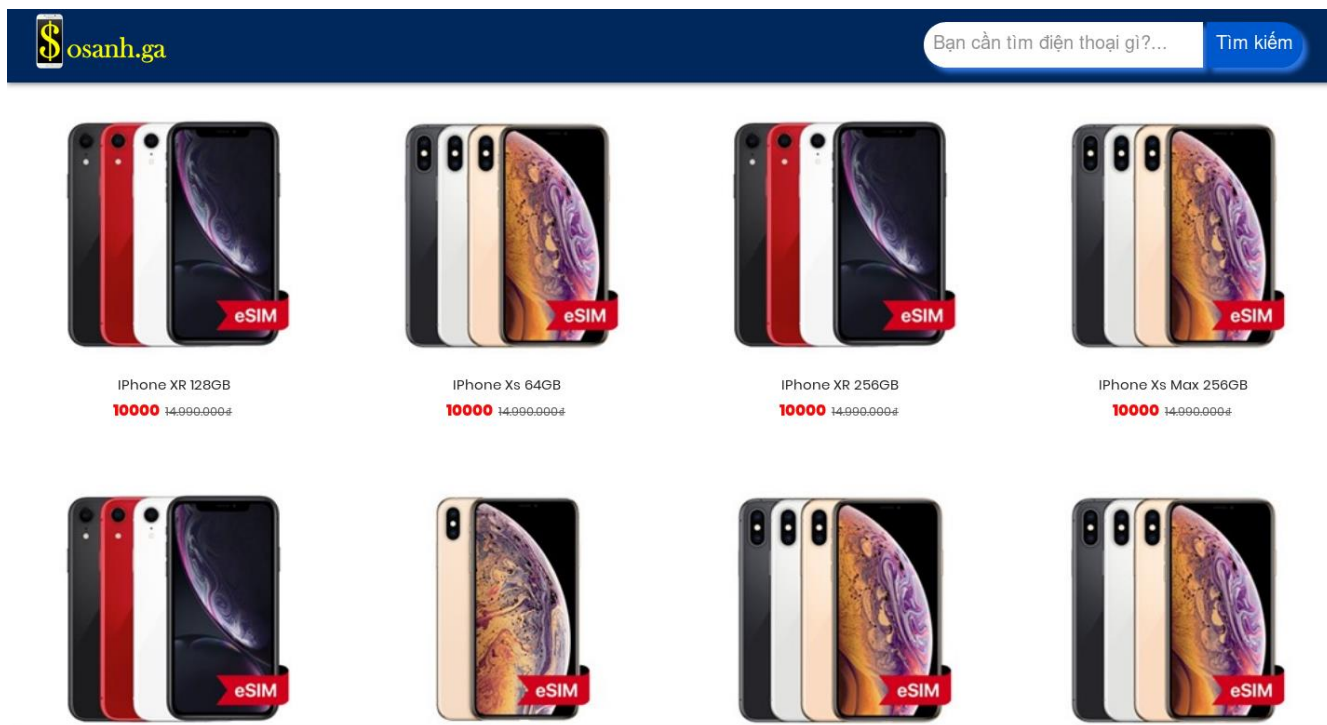 $osanh.ga
Bạn cần tìm điện thoại gì?...
Tìm kiếm
eSIM
eSIM
eSIM
eSIM
IPhone XR 128GB
10000 14.990.000₫
IPhone Xs 64GB
10000 14.990.000₫
IPhone XR 256GB
10000 14.990.000₫
IPhone Xs Max 256GB
10000 14.990.000₫
eSIM
eSIM
eSIM
eSIM